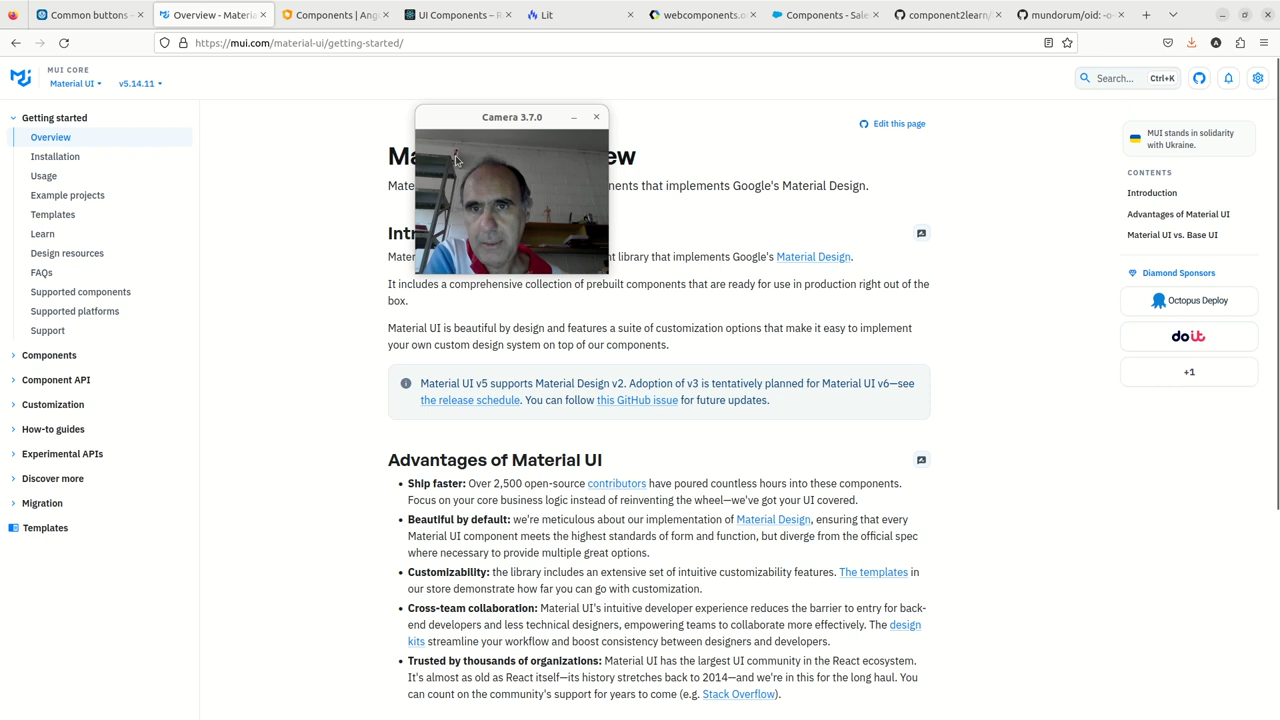 Common buttons –
Overview - Materia
Components | Ang
UI Components – R
Lit
webcomponents.o
Components - Sale
component2learn/
mundorum/oid: -o-
https://mui.com/material-ui/getting-started/
MUI CORE
Material UI
v5.14.11
Search…
Ctrl+K
Getting started
Overview
Installation
Usage
Example projects
Templates
Learn
Design resources
FAQs
Supported components
Supported platforms
Support
Components
Component API
Customization
How-to guides
Experimental APIs
Discover more
Migration
Templates
Camera 3.7.0
Edit this page
Ma ew
Mate nents that implements Google's Material Design.
Intr
Mater t library that implements Google's Material Design.
It includes a comprehensive collection of prebuilt components that are ready for use in production right out of the
box.
Material UI is beautiful by design and features a suite of customization options that make it easy to implement
your own custom design system on top of our components.
Material UI v5 supports Material Design v2. Adoption of v3 is tentatively planned for Material UI v6—see
the release schedule. You can follow this GitHub issue for future updates.
Advantages of Material UI
• Ship faster: Over 2,500 open-source contributors have poured countless hours into these components.
Focus on your core business logic instead of reinventing the wheel—we've got your UI covered.
• Beautiful by default: we're meticulous about our implementation of Material Design, ensuring that every
Material UI component meets the highest standards of form and function, but diverge from the official spec
where necessary to provide multiple great options.
• Customizability: the library includes an extensive set of intuitive customizability features. The templates in
our store demonstrate how far you can go with customization.
• Cross-team collaboration: Material UI's intuitive developer experience reduces the barrier to entry for back-
end developers and less technical designers, empowering teams to collaborate more effectively. The design
kits streamline your workflow and boost consistency between designers and developers.
• Trusted by thousands of organizations: Material UI has the largest UI community in the React ecosystem.
It's almost as old as React itself—its history stretches back to 2014—and we're in this for the long haul. You
can count on the community's support for years to come (e.g. Stack Overflow).
MUI stands in solidarity
with Ukraine.
CONTENTS
Introduction
Advantages of Material UI
Material UI vs. Base UI
Diamond Sponsors
Octopus Deploy
doit
+1